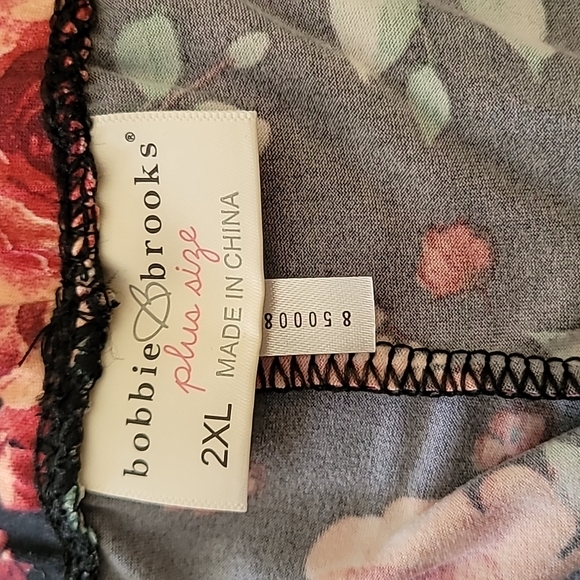 bobbie brooks®
plus size
2XL MADE IN CHINA
850008